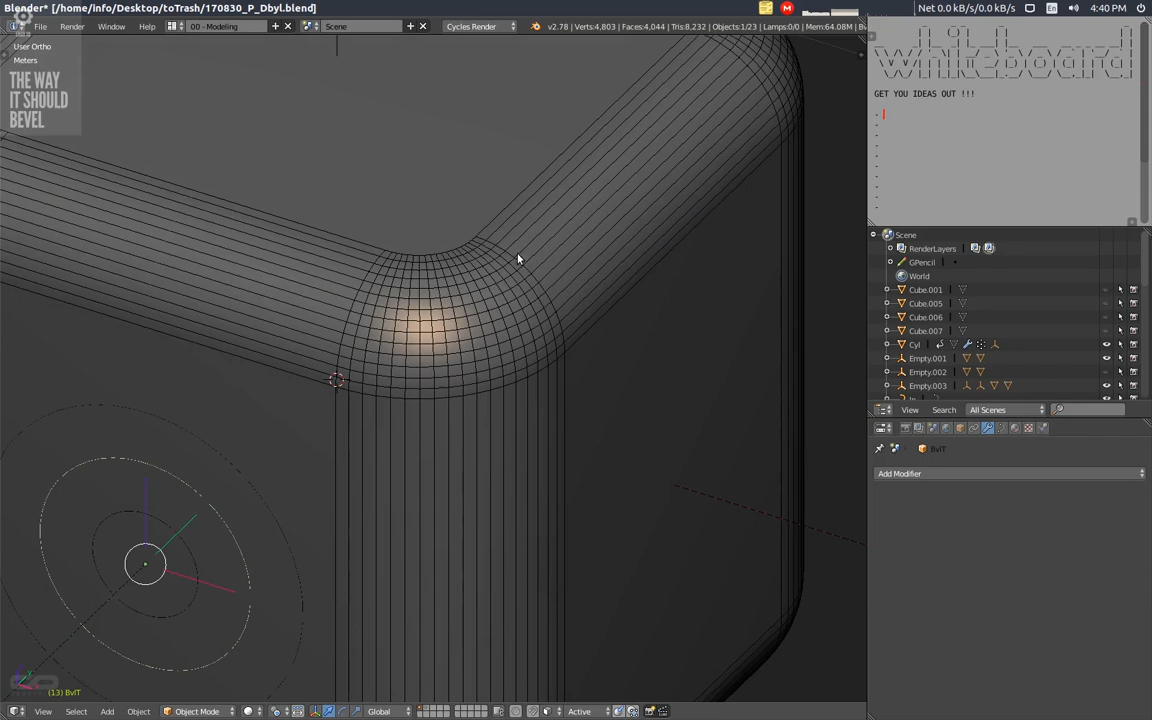 Blender* [/home/info/Desktop/toTrash/170830_P_Dbyl.blend]
Net 0.0 kB/s/0.0 kB/s
En
4:40 PM
File
Render
Window
Help
00 - Modeling
Scene
Cycles Render
v2.78 | Verts:4,803 | Faces:4,044 | Tris:8,232 | Objects:1/23 | Lamps:0/0 | Mem:64.08M | Bv
User Ortho
Meters
THE WAY
IT SHOULD
BEVEL
whiteboard
GET YOU IDEAS OUT !!!
Scene
RenderLayers
GPencil
World
Cube.001
Cube.005
Cube.006
Cube.007
Cyl
Empty.001
Empty.002
Empty.003
View
Search
All Scenes
BvlT
Add Modifier
(13) BvlT
View
Select
Add
Object
Object Mode
Global
Active